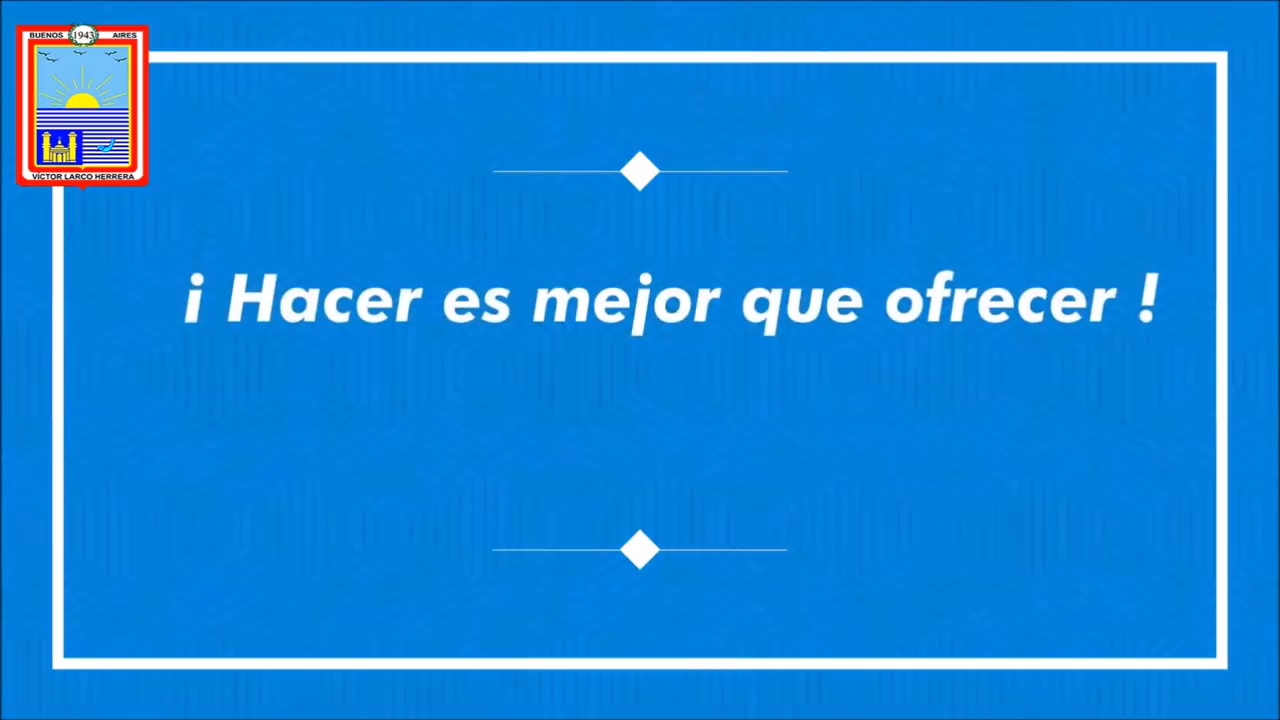 BUENOS 1943 AIRES
VÍCTOR LARCO HERRERA
¡ Hacer es mejor que ofrecer !